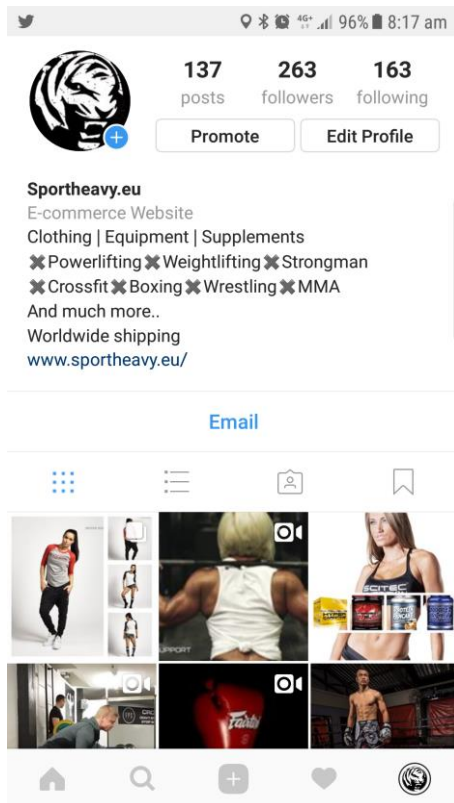 4G+ 96% 8:17 am
137 263 163
posts followers following
Promote Edit Profile
Sportheavy.eu
E-commerce Website
Clothing | Equipment | Supplements
✖Powerlifting✖Weightlifting✖Strongman
✖Crossfit✖Boxing✖Wrestling✖MMA
And much more..
Worldwide shipping
www.sportheavy.eu/
Email
SCITEC
UPPORT
Fairtex